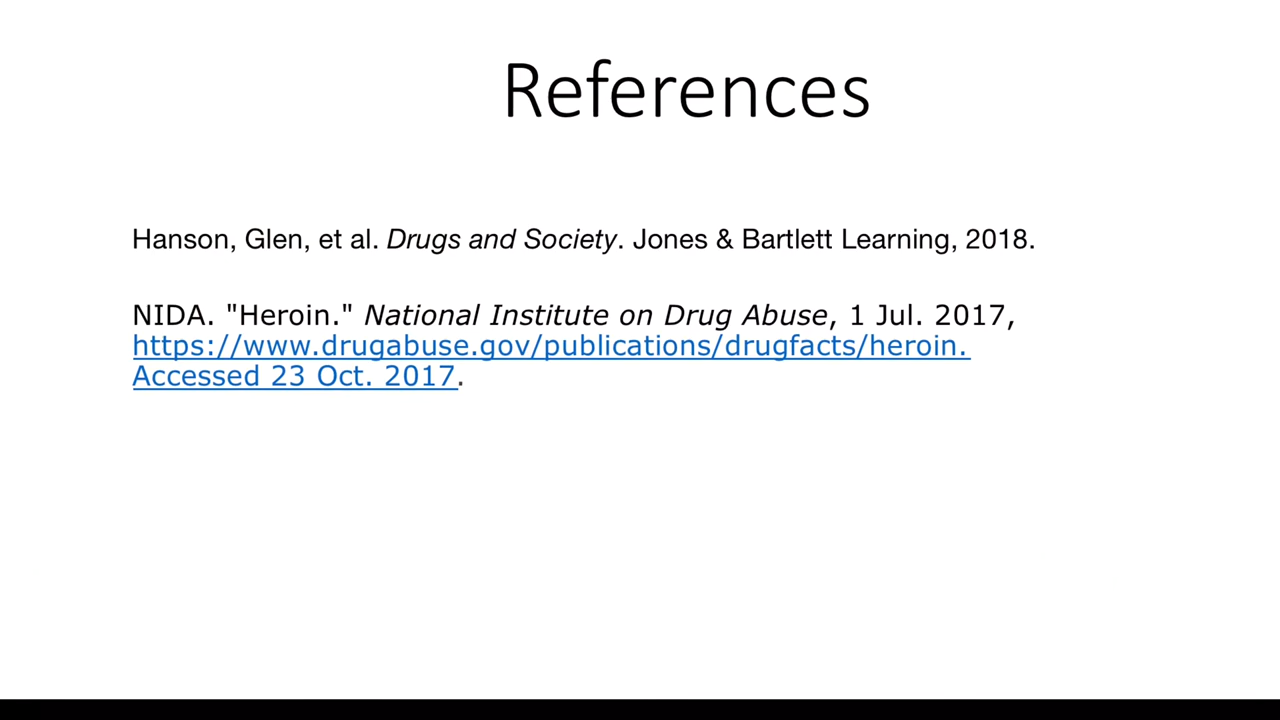 References
Hanson, Glen, et al. Drugs and Society. Jones & Bartlett Learning, 2018.
NIDA. "Heroin." National Institute on Drug Abuse, 1 Jul. 2017,
https://www.drugabuse.gov/publications/drugfacts/heroin.
Accessed 23 Oct. 2017.